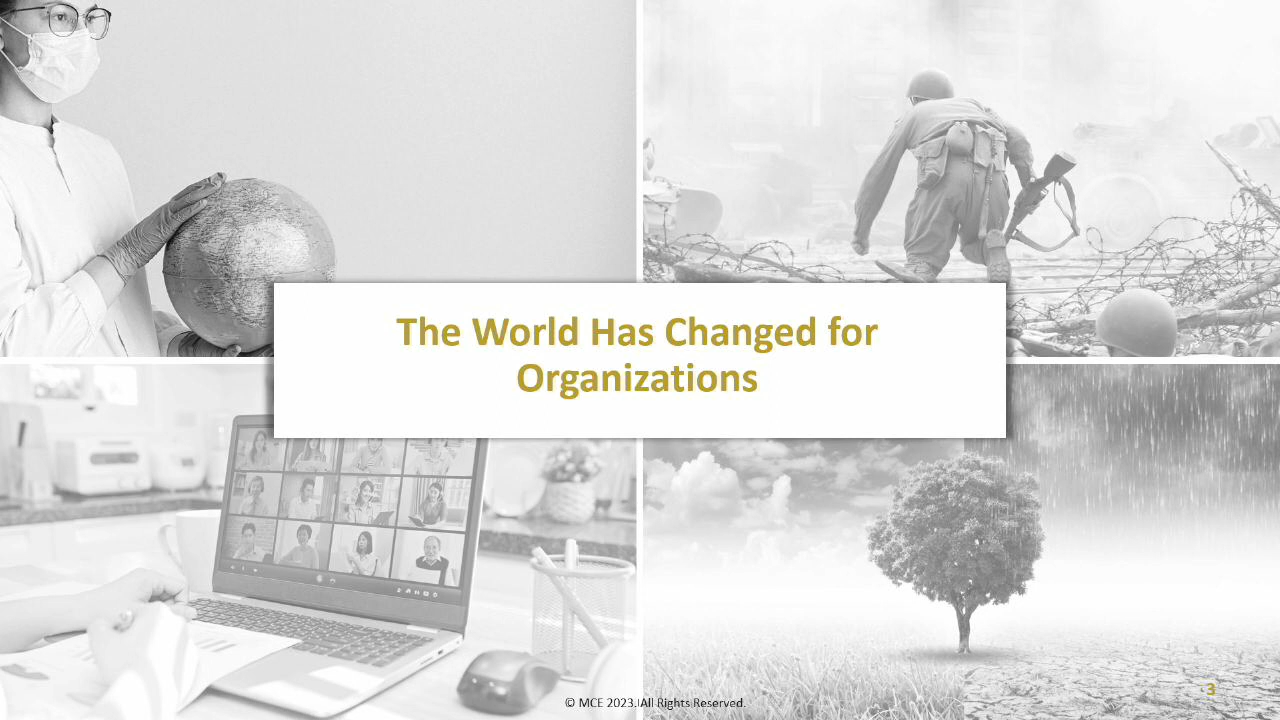 The World Has Changed for
Organizations
3
© MCE 2023.|All Rights Reserved.